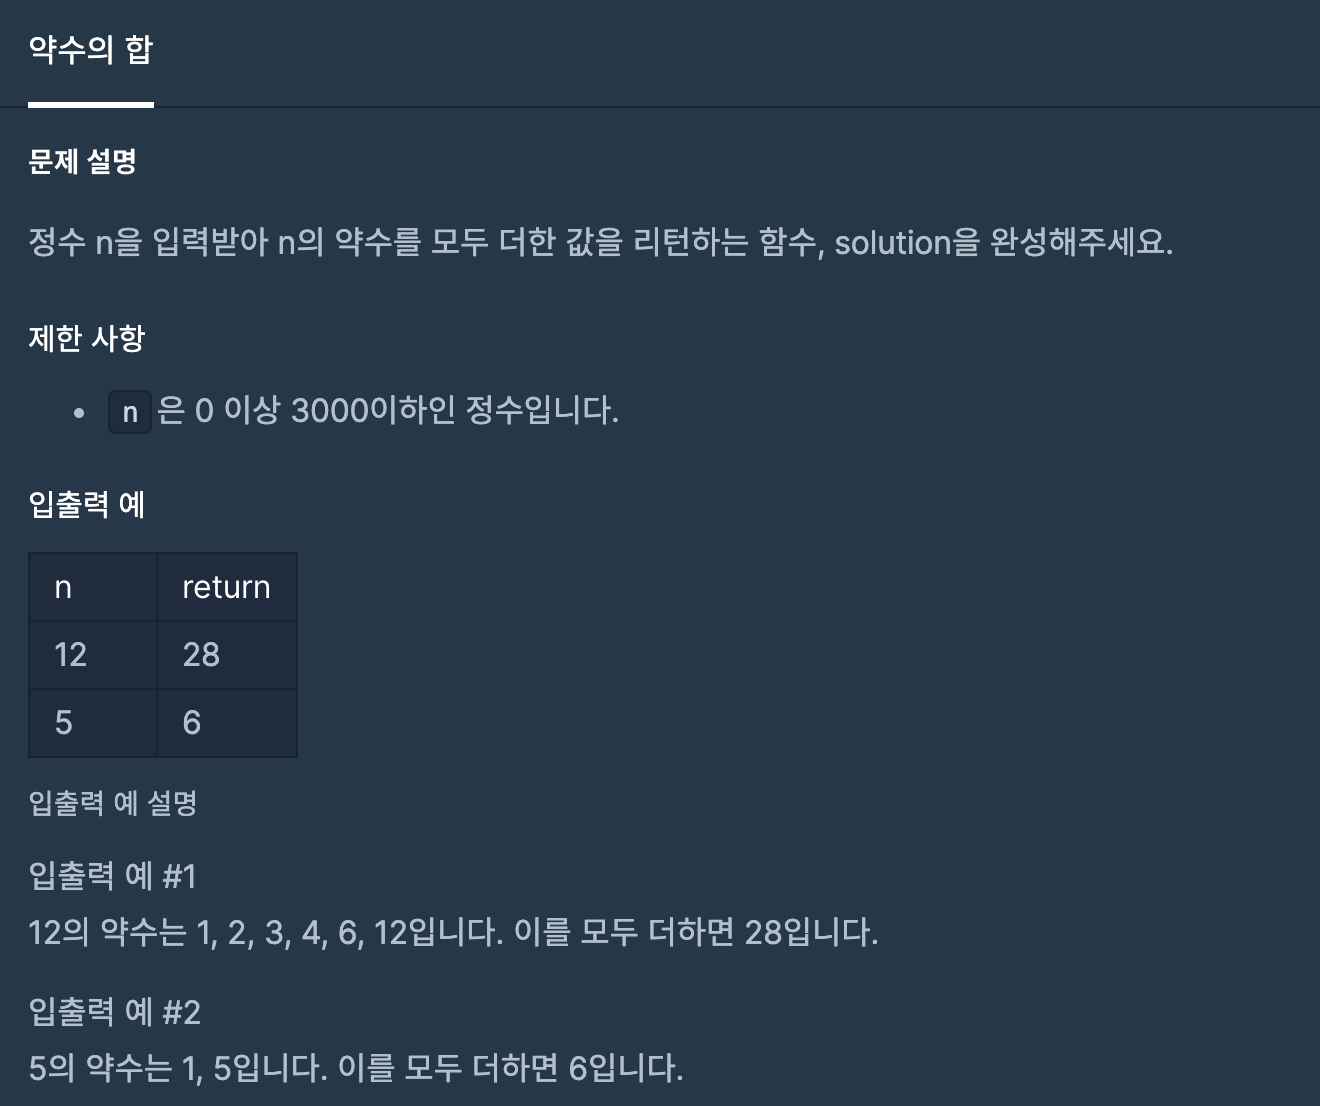 약수의 합
문제 설명
정수 n을 입력받아 n의 약수를 모두 더한 값을 리턴하는 함수, solution을 완성해주세요.
제한 사항
• n은 0 이상 3000이하인 정수입니다.
입출력 예
n return
12 28
5 6
입출력 예 설명
입출력 예 #1
12의 약수는 1, 2, 3, 4, 6, 12입니다. 이를 모두 더하면 28입니다.
입출력 예 #2
5의 약수는 1, 5입니다. 이를 모두 더하면 6입니다.